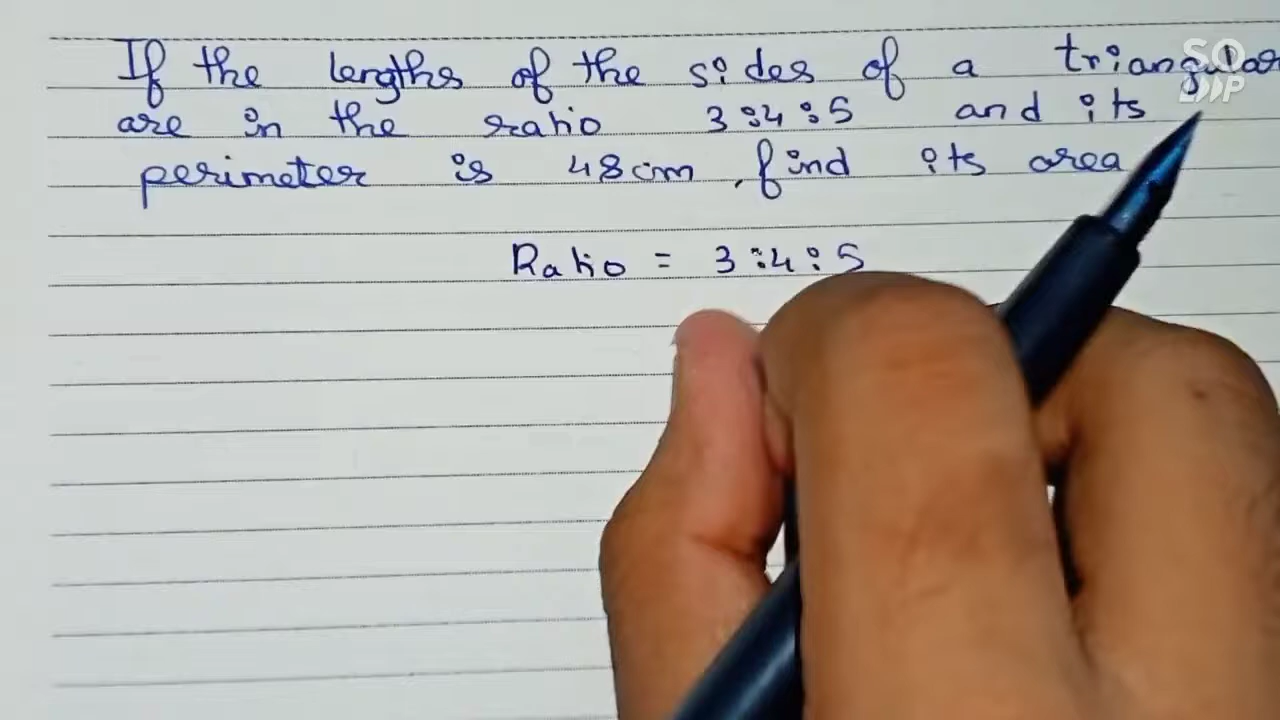 If the lengths of the sides of a triangular
are in the ratio 3:4:5 and its
perimeter is 48cm, find its area
Ratio = 3:4:5